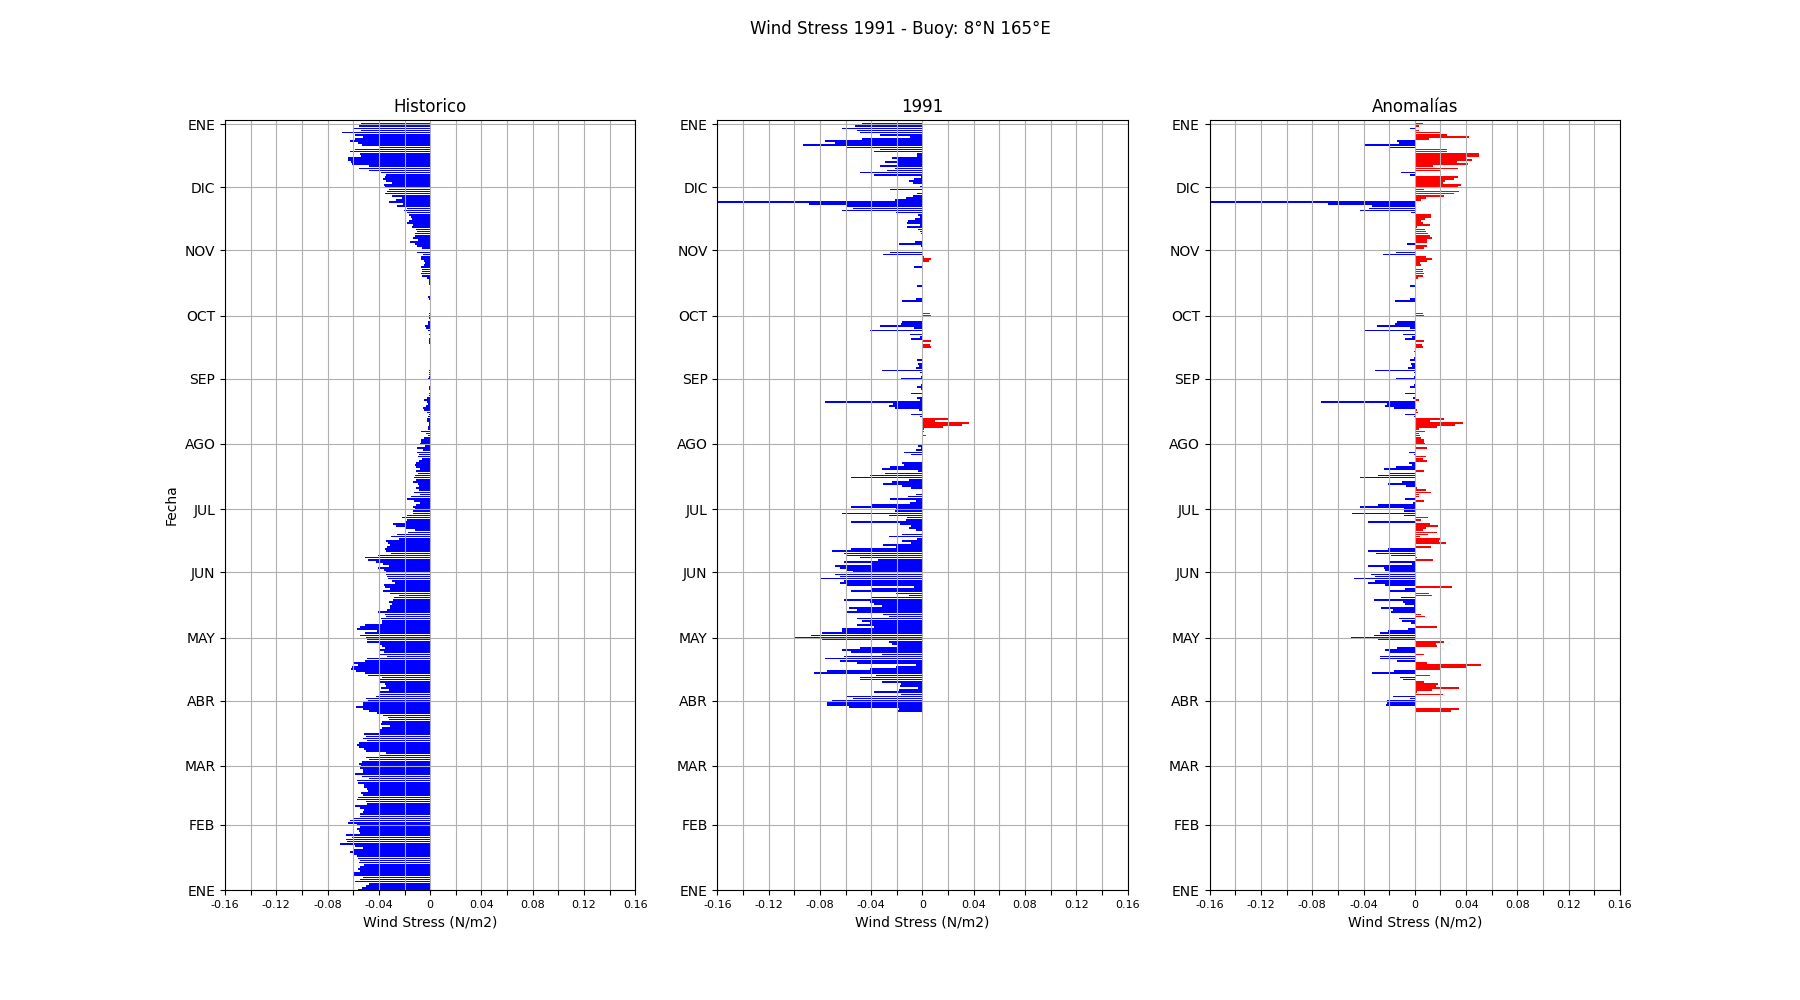 Wind Stress 1991 - Buoy: 8°N 165°E
Historico
ENE
DIC
NOV
OCT
SEP
AGO
JUL
JUN
MAY
ABR
MAR
FEB
ENE
Fecha
-0.16 -0.12 -0.08 -0.04 0 0.04 0.08 0.12 0.16
Wind Stress (N/m2)
1991
ENE
DIC
NOV
OCT
SEP
AGO
JUL
JUN
MAY
ABR
MAR
FEB
ENE
-0.16 -0.12 -0.08 -0.04 0 0.04 0.08 0.12 0.16
Wind Stress (N/m2)
Anomalías
ENE
DIC
NOV
OCT
SEP
AGO
JUL
JUN
MAY
ABR
MAR
FEB
ENE
-0.16 -0.12 -0.08 -0.04 0 0.04 0.08 0.12 0.16
Wind Stress (N/m2)